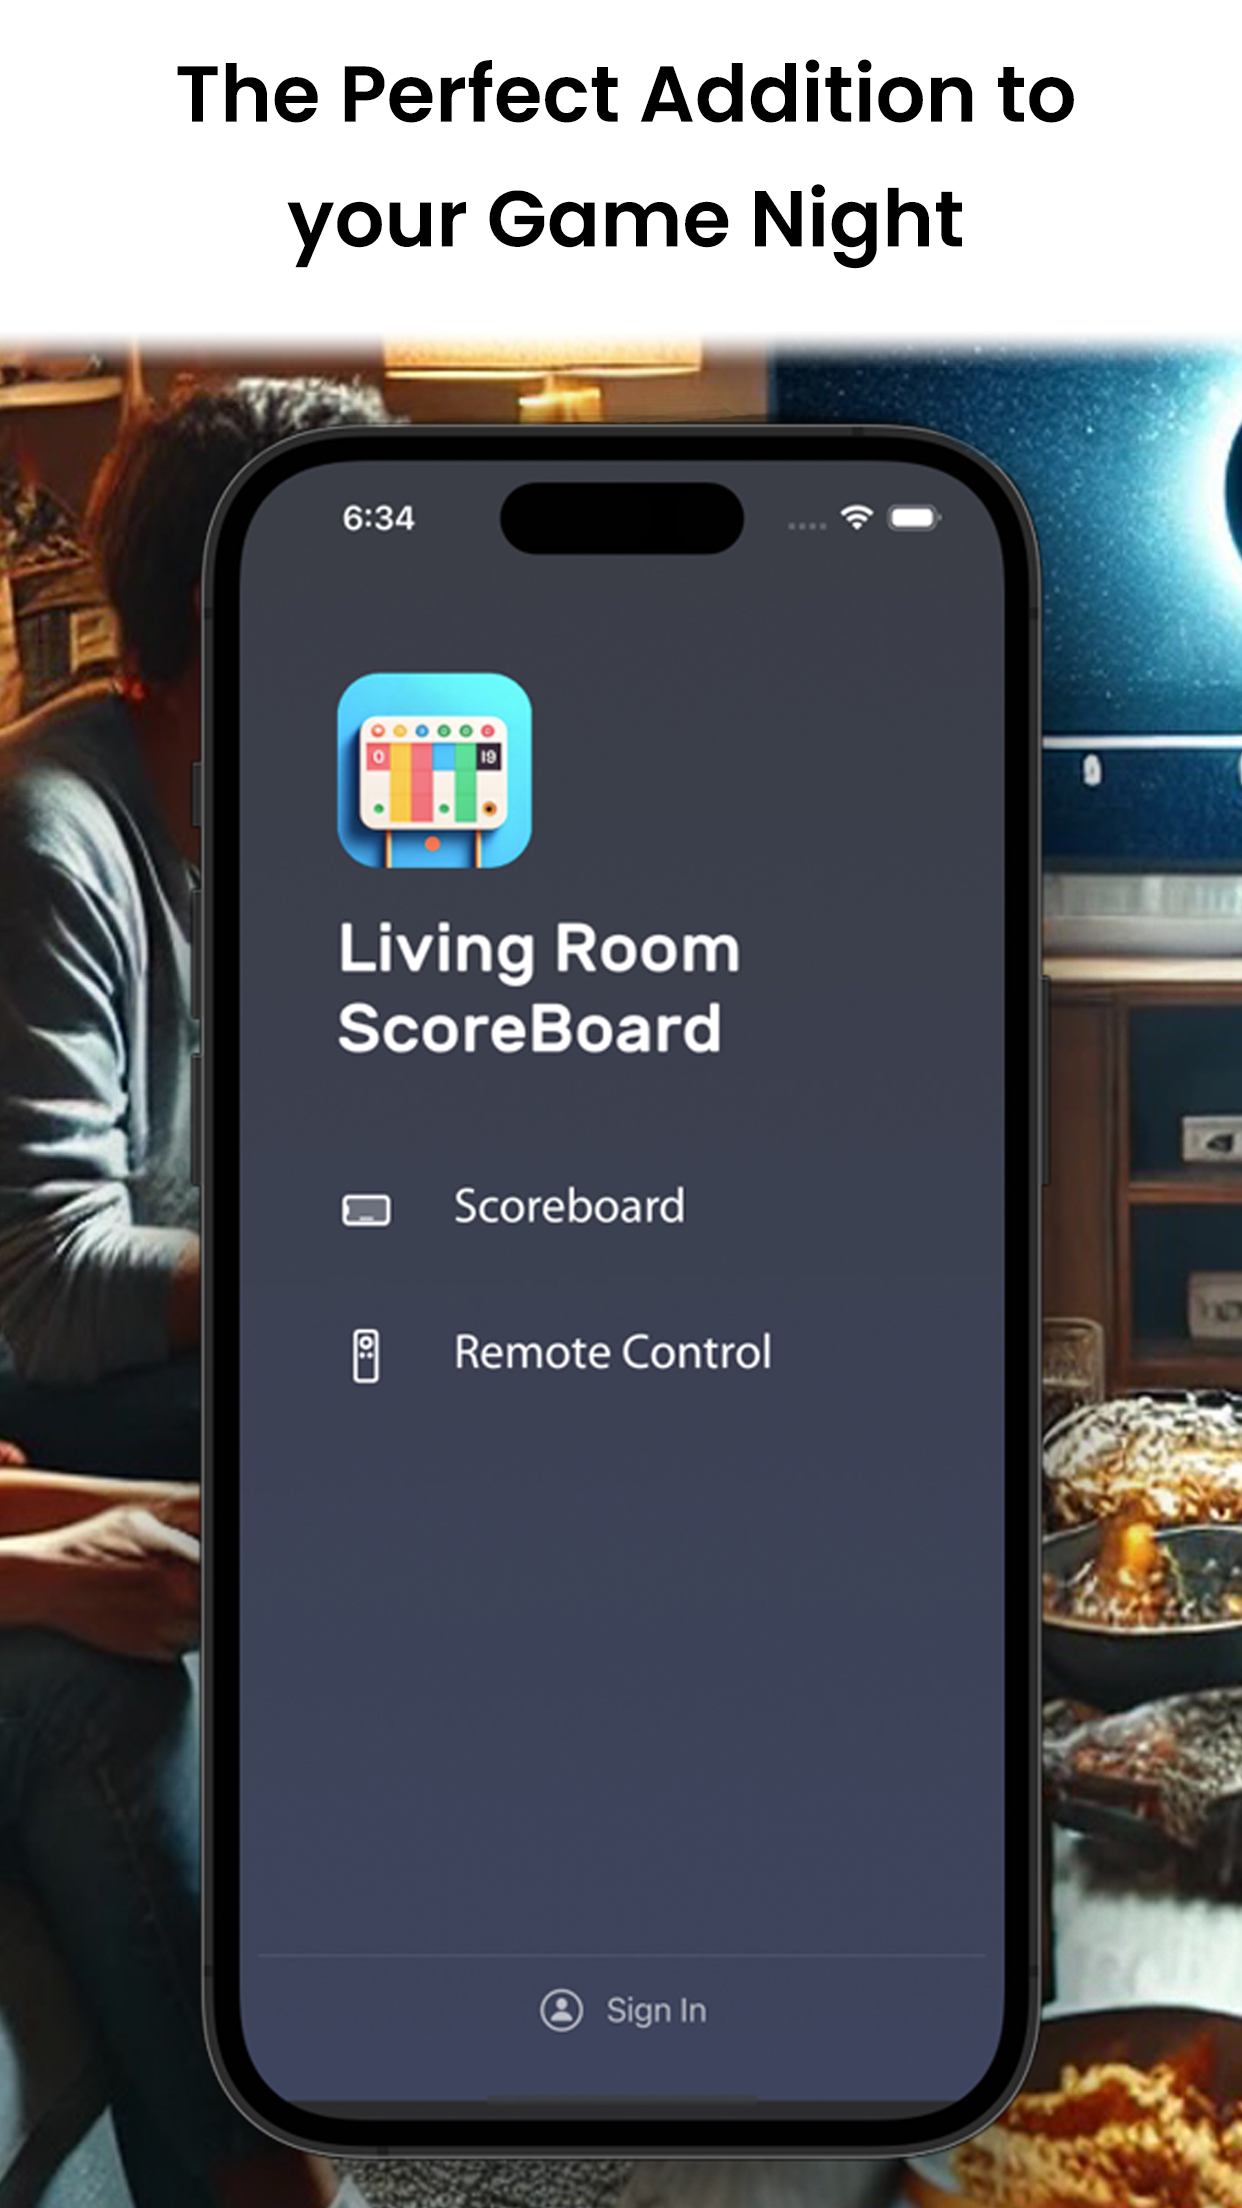 The Perfect Addition to
your Game Night
6:34
0 19
Living Room
ScoreBoard
Scoreboard
Remote Control
Sign In